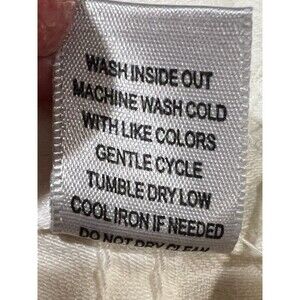 WASH INSIDE OUT
MACHINE WASH COLD
WITH LIKE COLORS
GENTLE CYCLE
TUMBLE DRY LOW
COOL IRON IF NEEDED
DO NOT DRY CLEAN